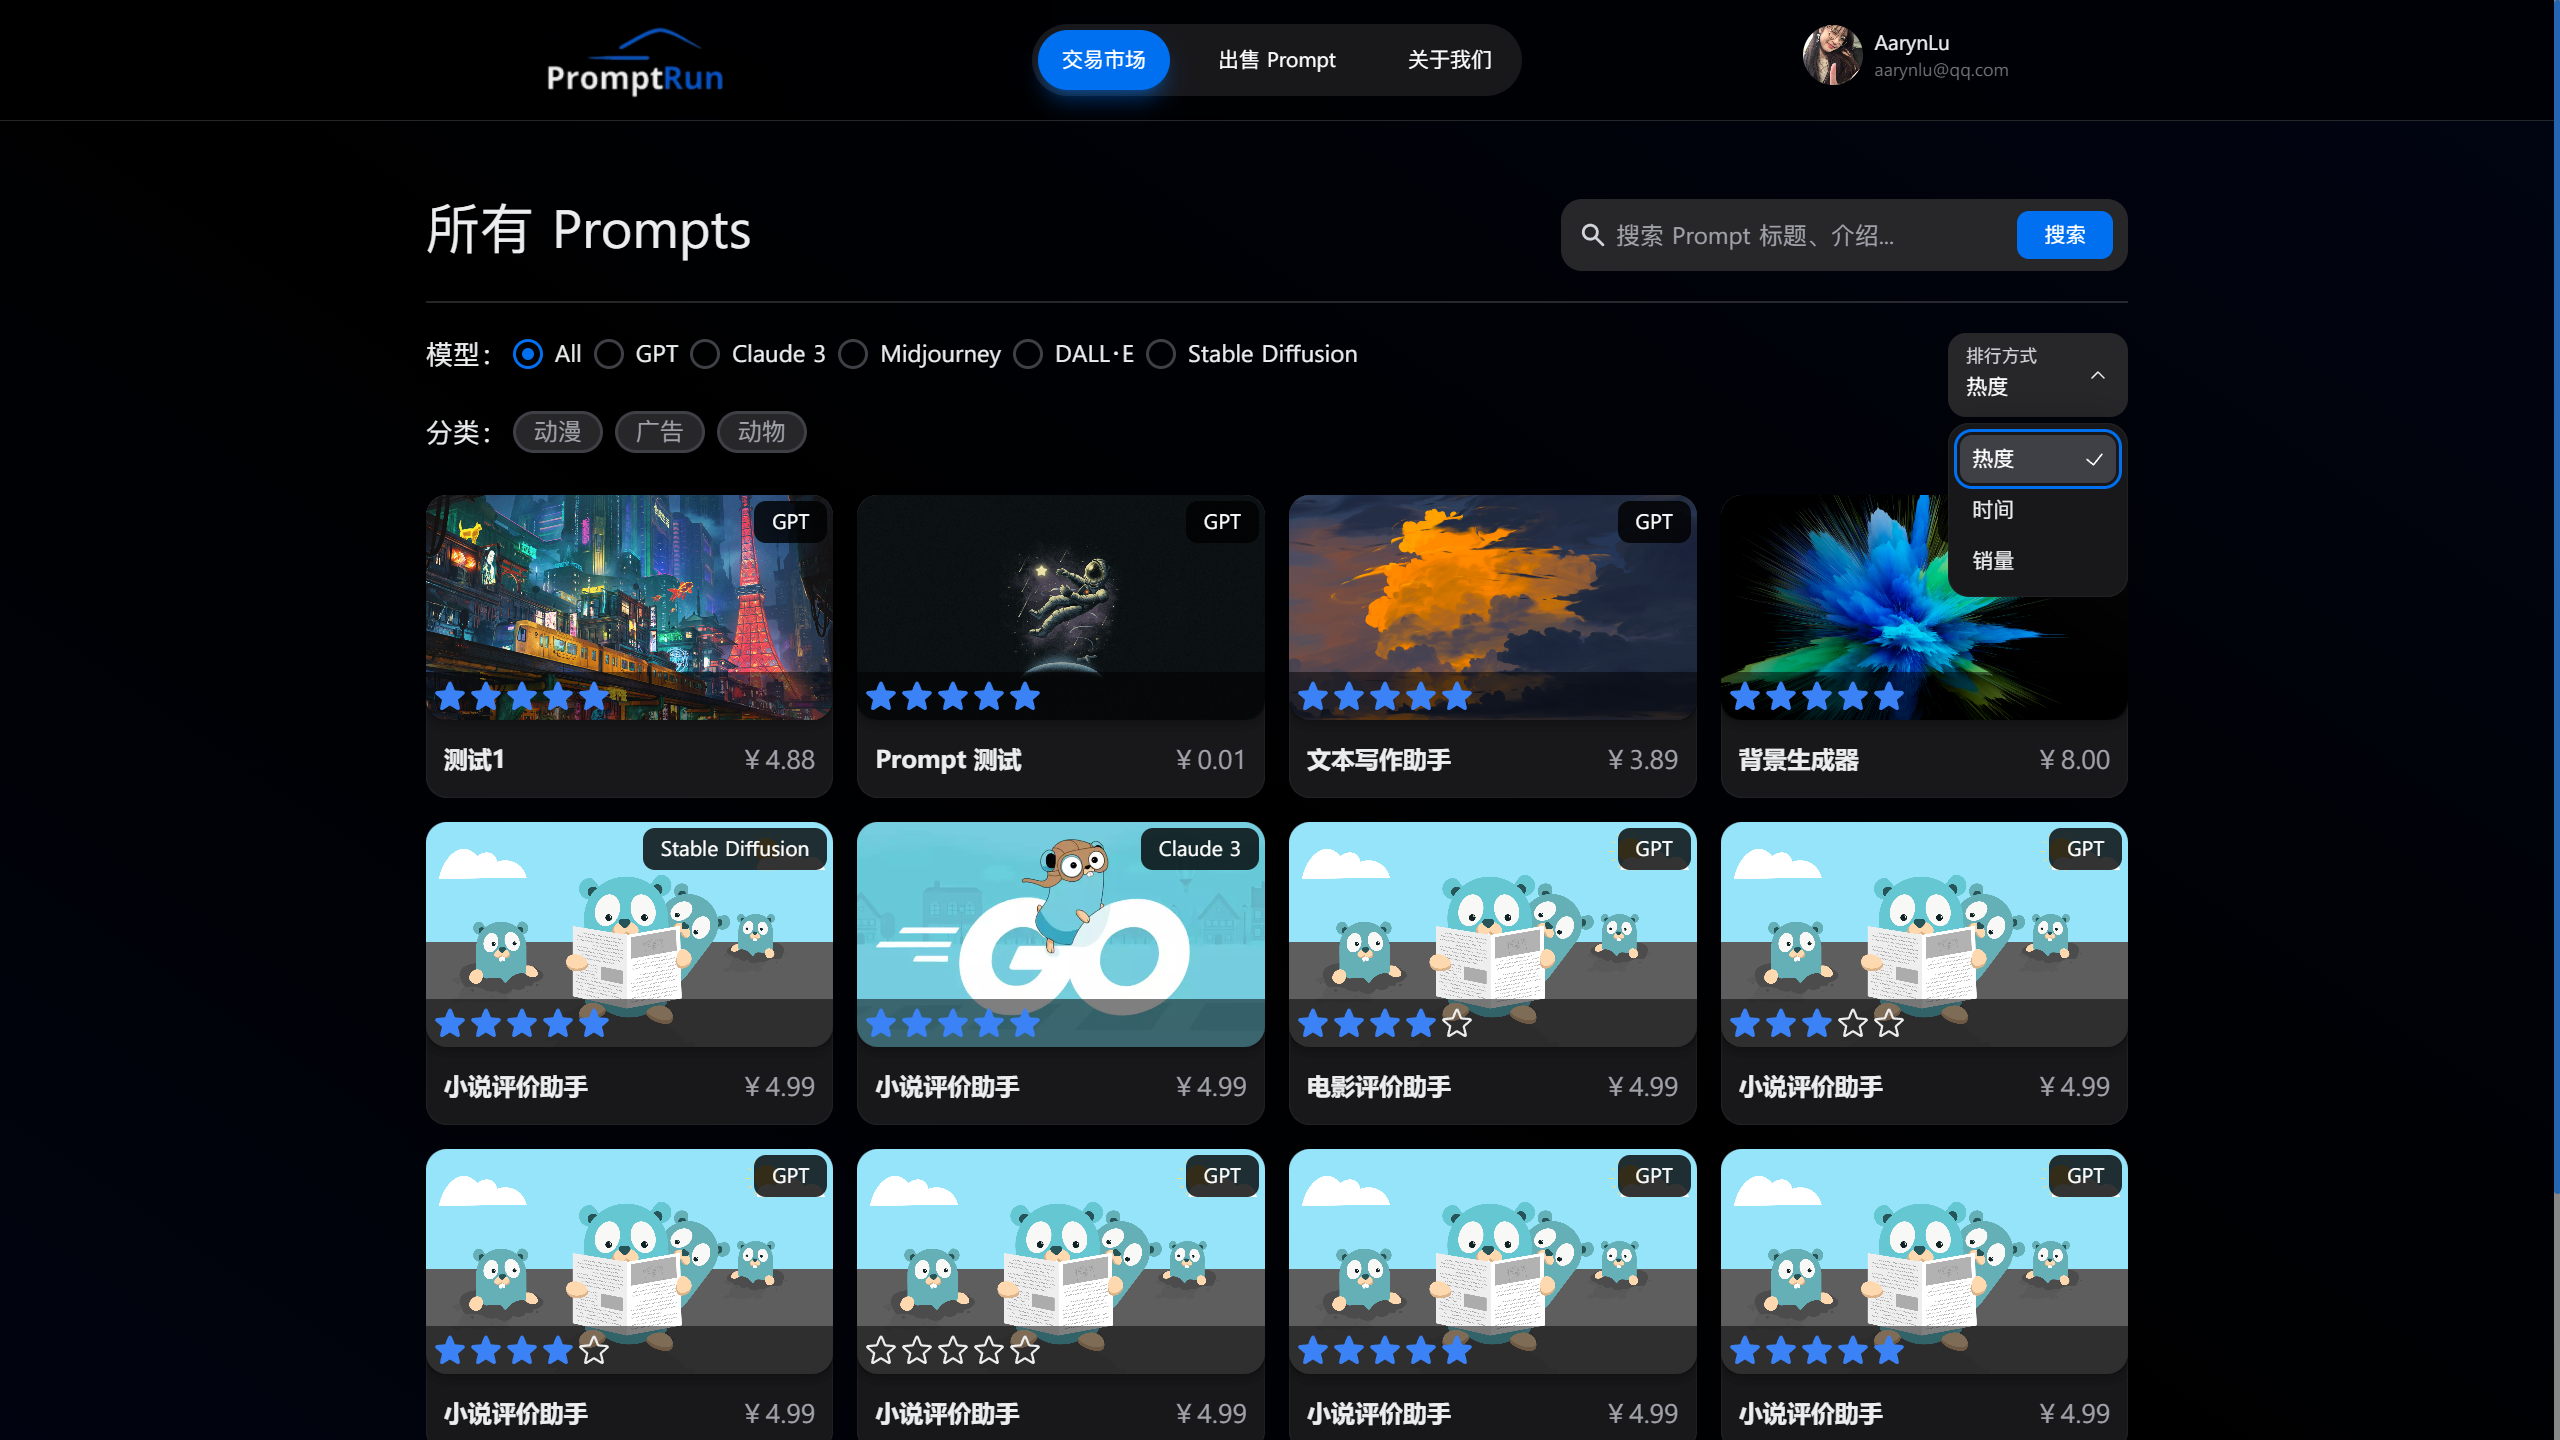 PromptRun
交易市场
出售 Prompt
关于我们
AarynLu
aarynlu@qq.com
所有 Prompts
搜索 Prompt 标题、介绍...
搜索
模型：
All
GPT
Claude 3
Midjourney
DALL·E
Stable Diffusion
排行方式
热度
分类：
动漫
广告
动物
热度
时间
销量
GPT
测试1
¥ 4.88
GPT
Prompt 测试
¥ 0.01
GPT
文本写作助手
¥ 3.89
背景生成器
¥ 8.00
Stable Diffusion
小说评价助手
¥ 4.99
Claude 3
GO
小说评价助手
¥ 4.99
GPT
电影评价助手
¥ 4.99
GPT
小说评价助手
¥ 4.99
GPT
小说评价助手
¥ 4.99
GPT
小说评价助手
¥ 4.99
GPT
小说评价助手
¥ 4.99
GPT
小说评价助手
¥ 4.99